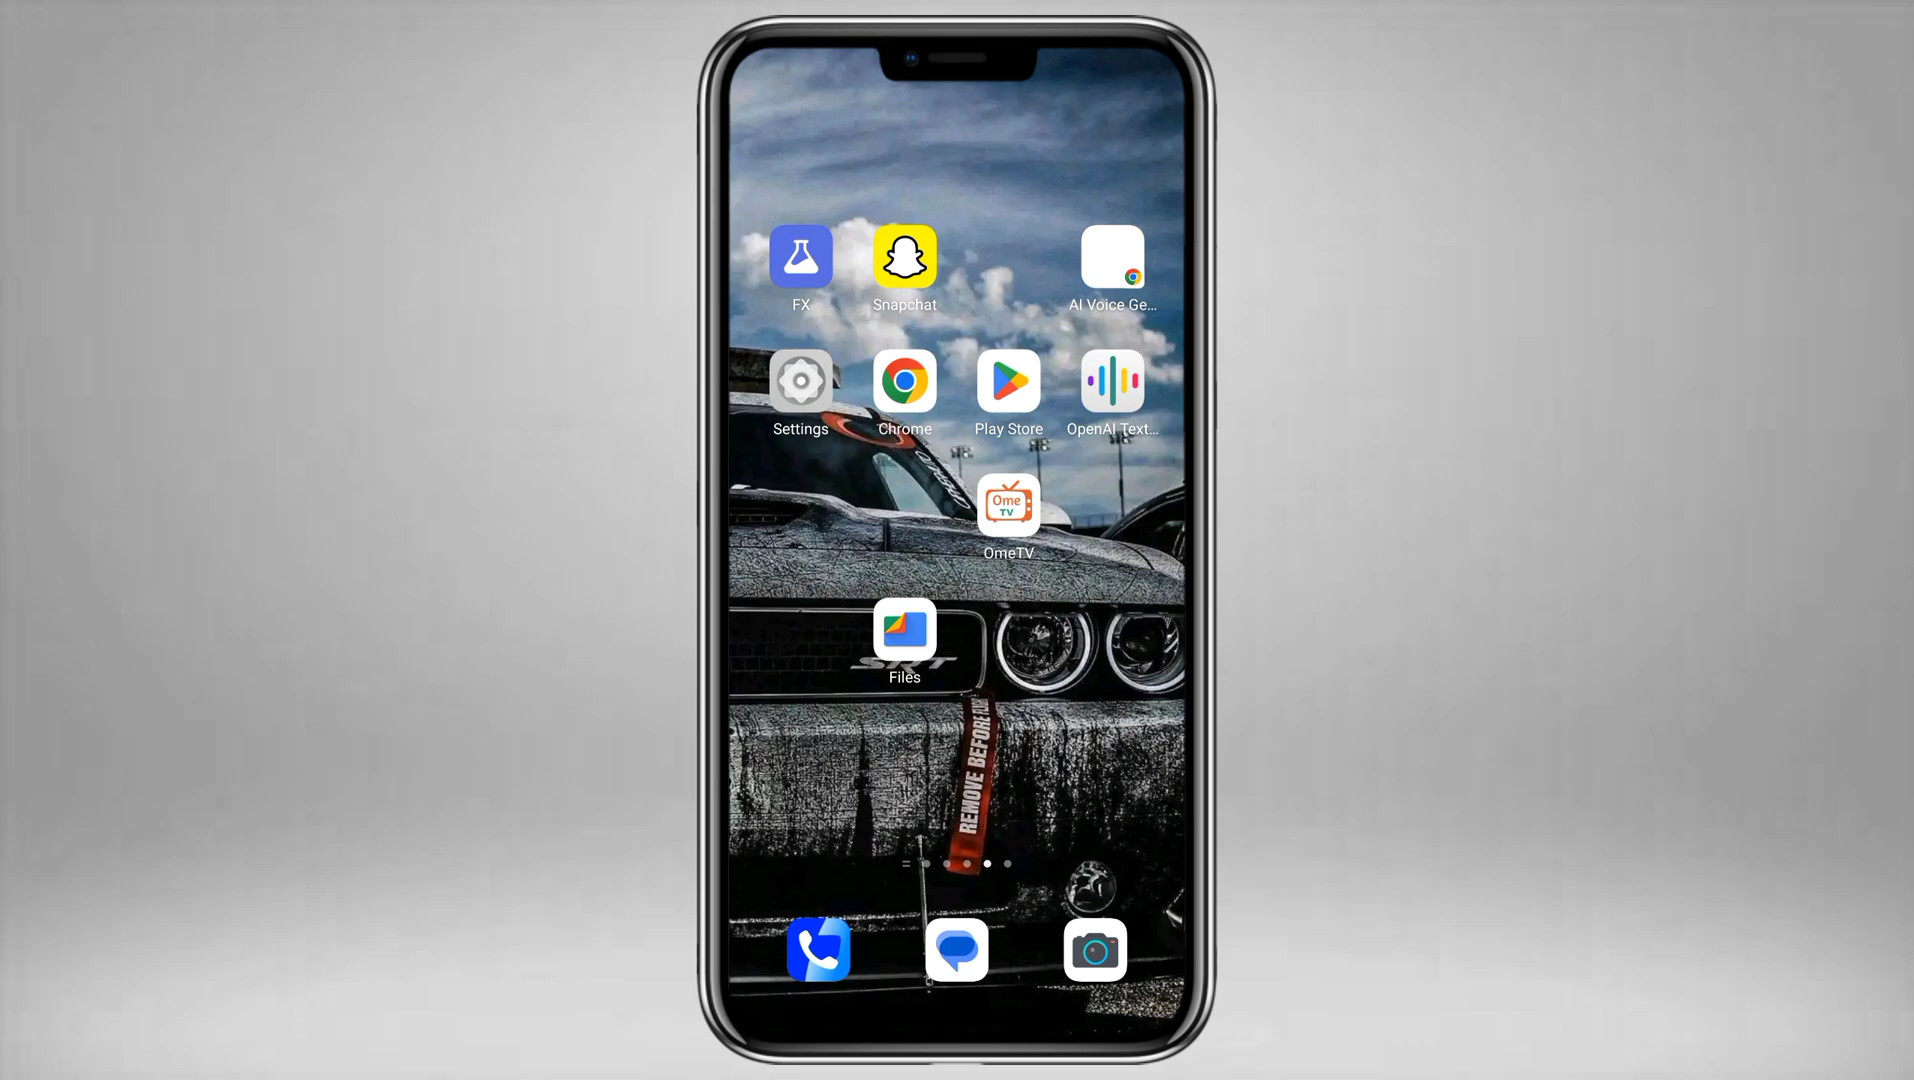 FX
Snapchat
AI Voice Ge...
Settings
Chrome
Play Store
OpenAI Text...
Ome
TV
OmeTV
SRT
Files
REMOVE BEFORE